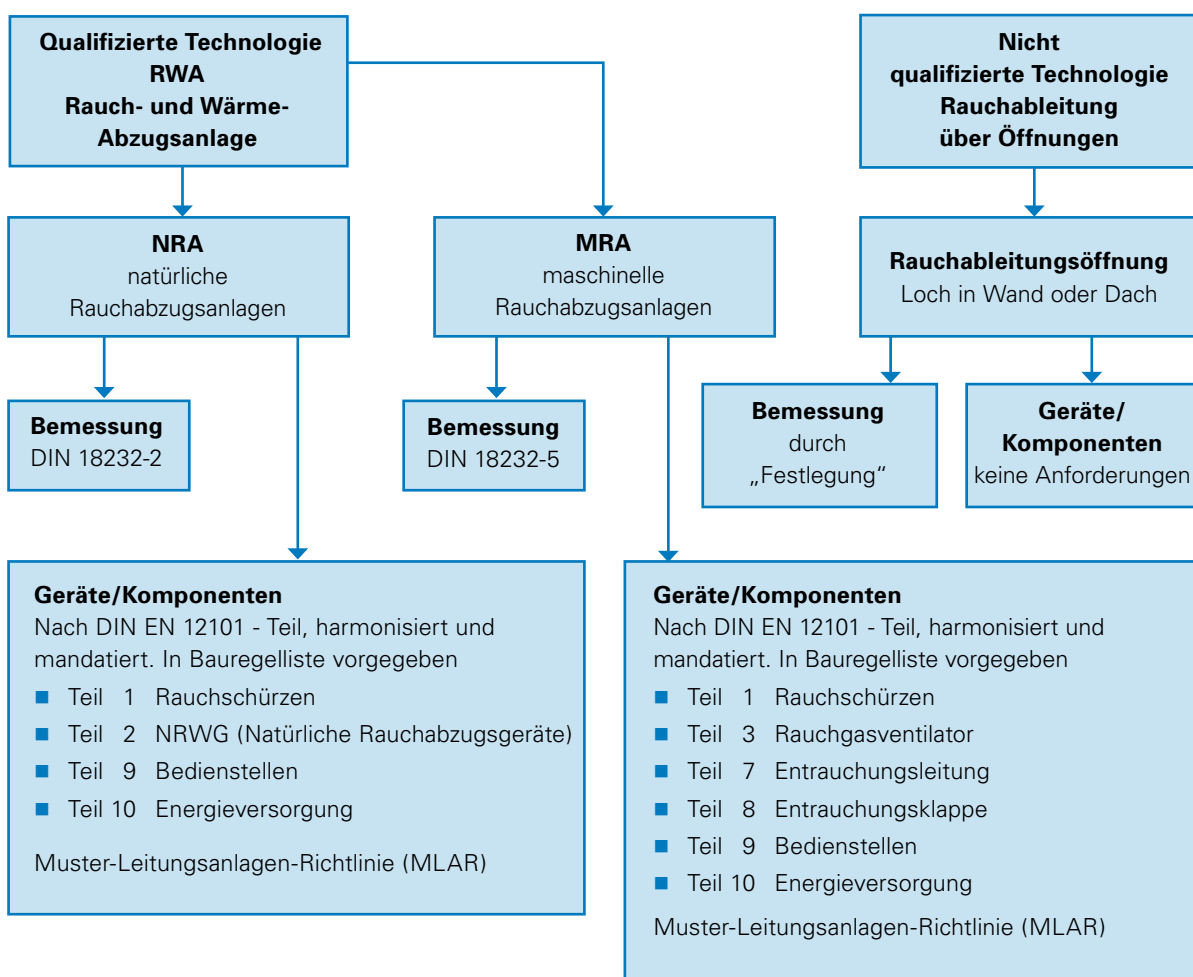 Qualifizierte Technologie
RWA
Rauch- und Wärme-
Abzugsanlage
Nicht
qualifizierte Technologie
Rauchableitung
über Öffnungen
NRA
natürliche
Rauchabzugsanlagen
MRA
maschinelle
Rauchabzugsanlagen
Rauchableitungsöffnung
Loch in Wand oder Dach
Bemessung
DIN 18232-2
Bemessung
DIN 18232-5
Bemessung
durch
„Festlegung“
Geräte/
Komponenten
keine Anforderungen
Geräte/Komponenten
Nach DIN EN 12101 - Teil, harmonisiert und
mandatiert. In Bauregelliste vorgegeben
■ Teil 1 Rauchschürzen
■ Teil 2 NRWG (Natürliche Rauchabzugsgeräte)
■ Teil 9 Bedienstellen
■ Teil 10 Energieversorgung
Muster-Leitungsanlagen-Richtlinie (MLAR)
Geräte/Komponenten
Nach DIN EN 12101 - Teil, harmonisiert und
mandatiert. In Bauregelliste vorgegeben
■ Teil 1 Rauchschürzen
■ Teil 3 Rauchgasventilator
■ Teil 7 Entrauchungsleitung
■ Teil 8 Entrauchungsklappe
■ Teil 9 Bedienstellen
■ Teil 10 Energieversorgung
Muster-Leitungsanlagen-Richtlinie (MLAR)